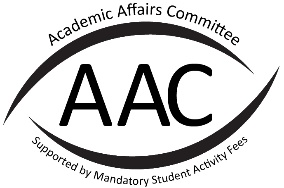 Academic Affairs Committee
AAC
Supported by Mandatory Student Activity Fees